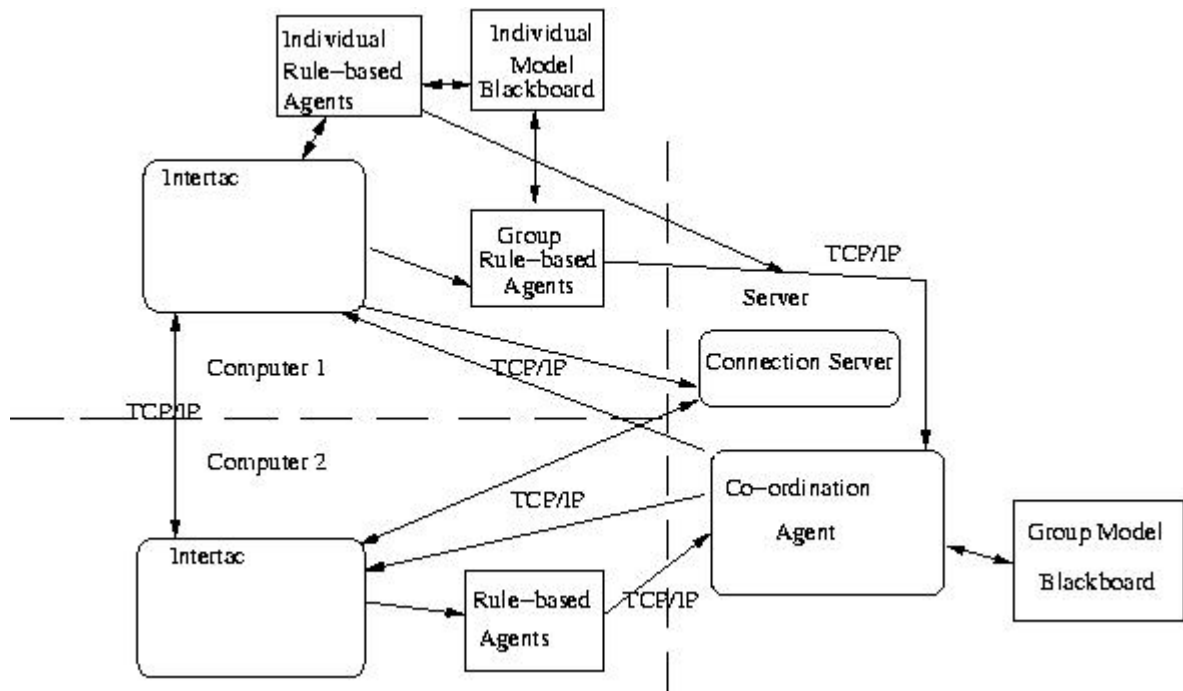 Individual
Rule-based
Agents
Individual
Model
Blackboard
Intertac
Group
Rule-based
Agents
TCP/IP
Server
Connection Server
Computer 1
TCP/IP
TCP/IP
Computer 2
TCP/IP
Co-ordination
Agent
Intertac
Rule-based
Agents
TCP/IP
Group Model
Blackboard